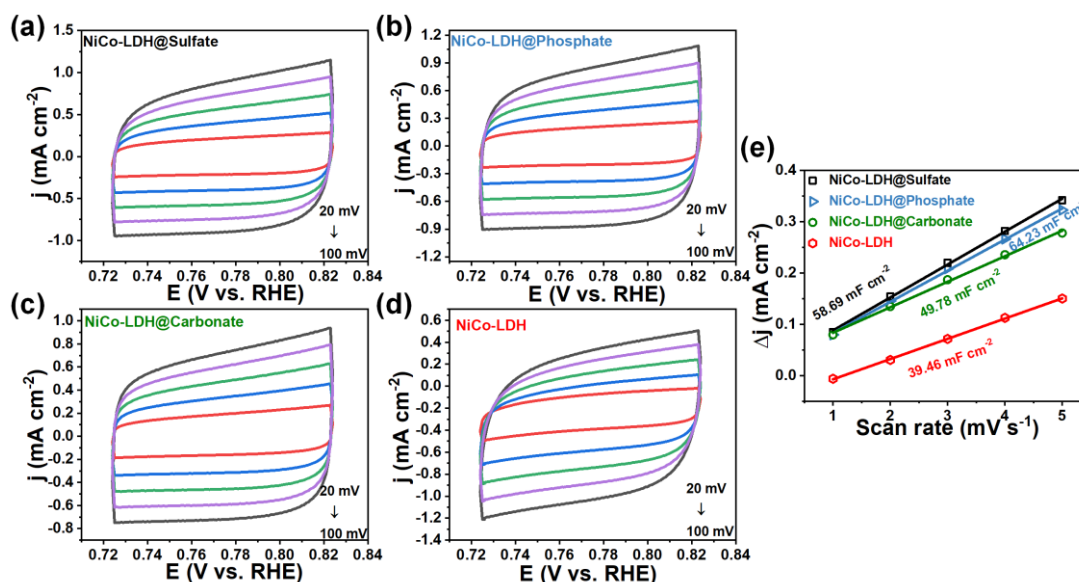 (a)
NiCo-LDH@Sulfate
1.5
1.0
0.5
0.0
-0.5
-1.0
j (mA cm-2)
20 mV
↓
100 mV
0.72 0.74 0.76 0.78 0.80 0.82 0.84
E (V vs. RHE)
(b)
NiCo-LDH@Phosphate
1.2
0.9
0.6
0.3
0.0
-0.3
-0.6
-0.9
-1.2
j (mA cm-2)
20 mV
↓
100 mV
0.72 0.74 0.76 0.78 0.80 0.82 0.84
E (V vs. RHE)
(c)
NiCo-LDH@Carbonate
1.0
0.8
0.6
0.4
0.2
0.0
-0.2
-0.4
-0.6
-0.8
j (mA cm-2)
20 mV
↓
100 mV
0.72 0.74 0.76 0.78 0.80 0.82 0.84
E (V vs. RHE)
(d)
NiCo-LDH
0.6
0.4
0.2
0.0
-0.2
-0.4
-0.6
-0.8
-1.0
-1.2
-1.4
j (mA cm-2)
20 mV
↓
100 mV
0.72 0.74 0.76 0.78 0.80 0.82 0.84
E (V vs. RHE)
(e)
0.4
0.3
0.2
0.1
0.0
Δj (mA cm-2)
NiCo-LDH@Sulfate
NiCo-LDH@Phosphate
NiCo-LDH@Carbonate
NiCo-LDH
58.69 mF cm-2
64.23 mF cm-2
49.78 mF cm-2
39.46 mF cm-2
1 2 3 4 5
Scan rate (mV s-1)